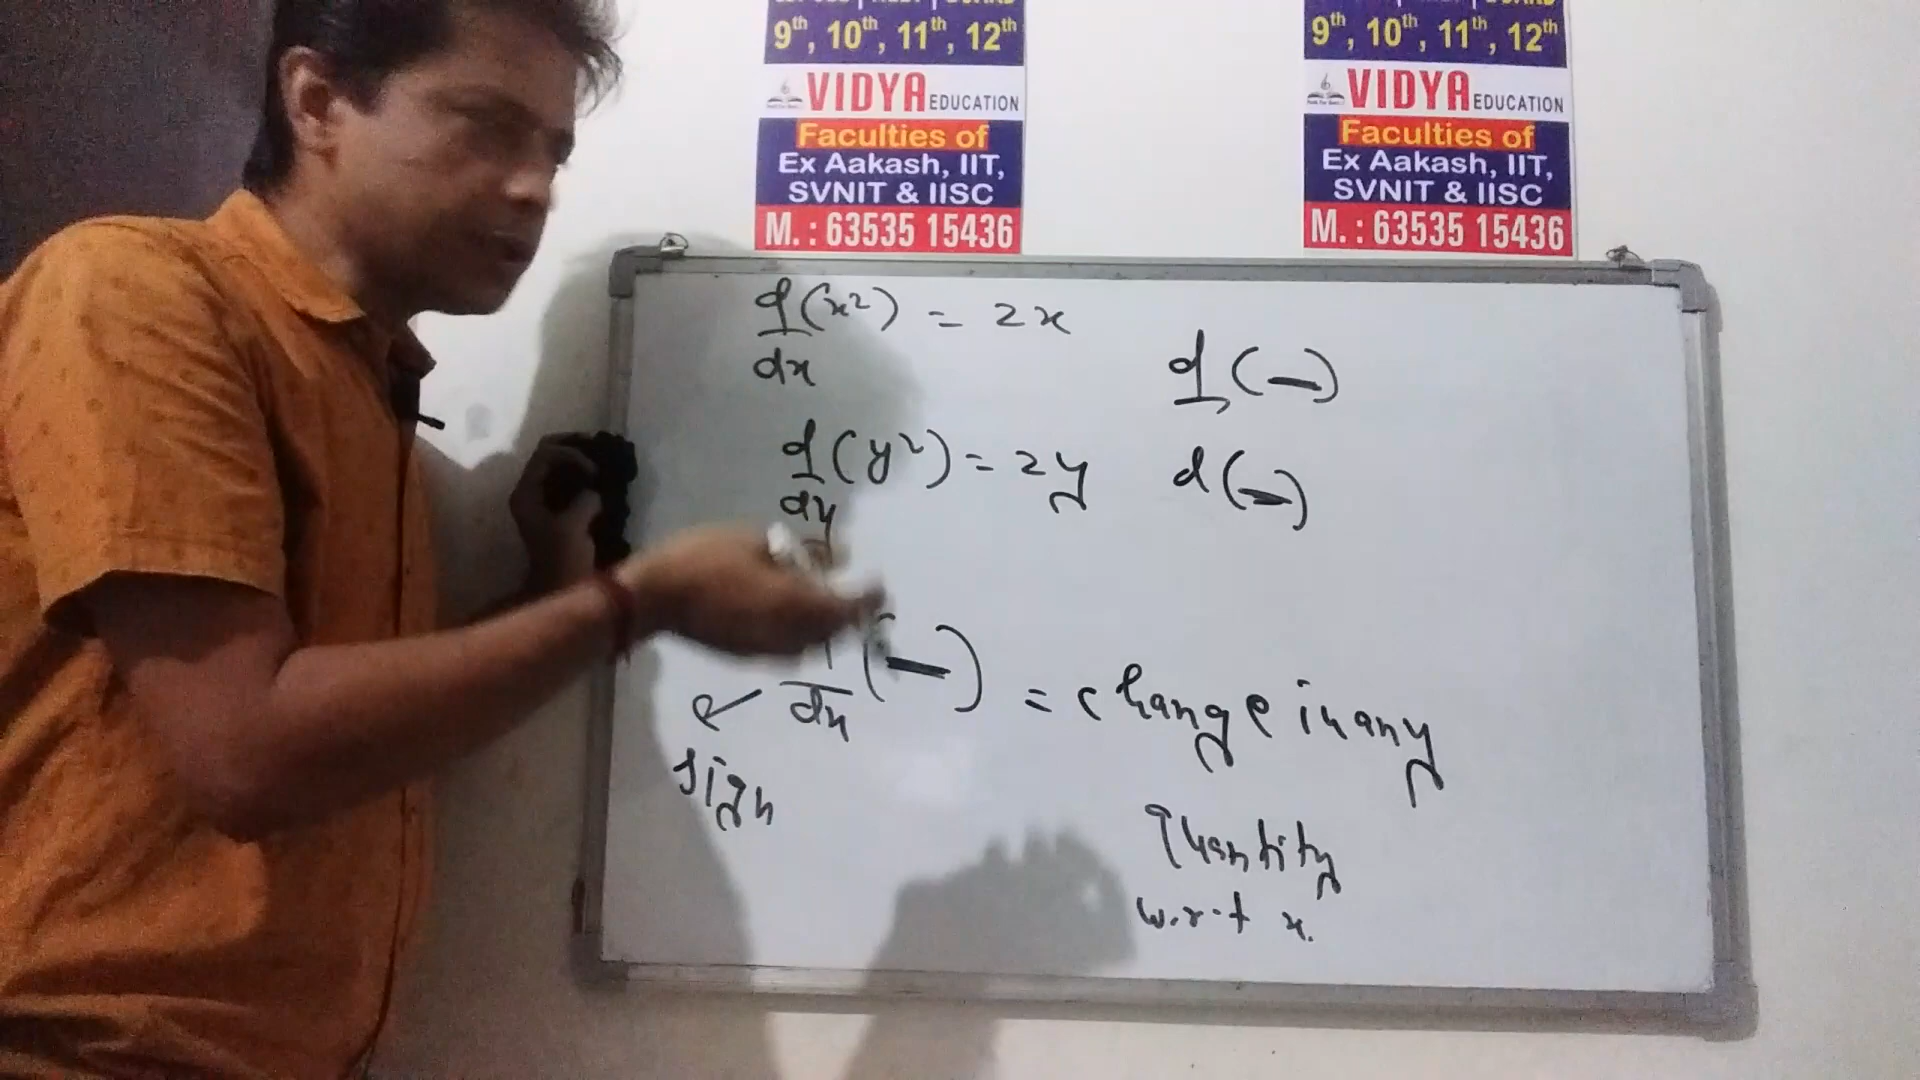 9th, 10th, 11th, 12th
VIDYA EDUCATION
Faculties of
Ex Aakash, IIT,
SVNIT & IISC
M. : 63535 15436
9th, 10th, 11th, 12th
VIDYA EDUCATION
Faculties of
Ex Aakash, IIT,
SVNIT & IISC
M. : 63535 15436
d/dx (x²) = 2x
d/dy (y²) = 2y
d (—)
d (—)
dx (—) = change in any
quantity
w.r.t x.
sign